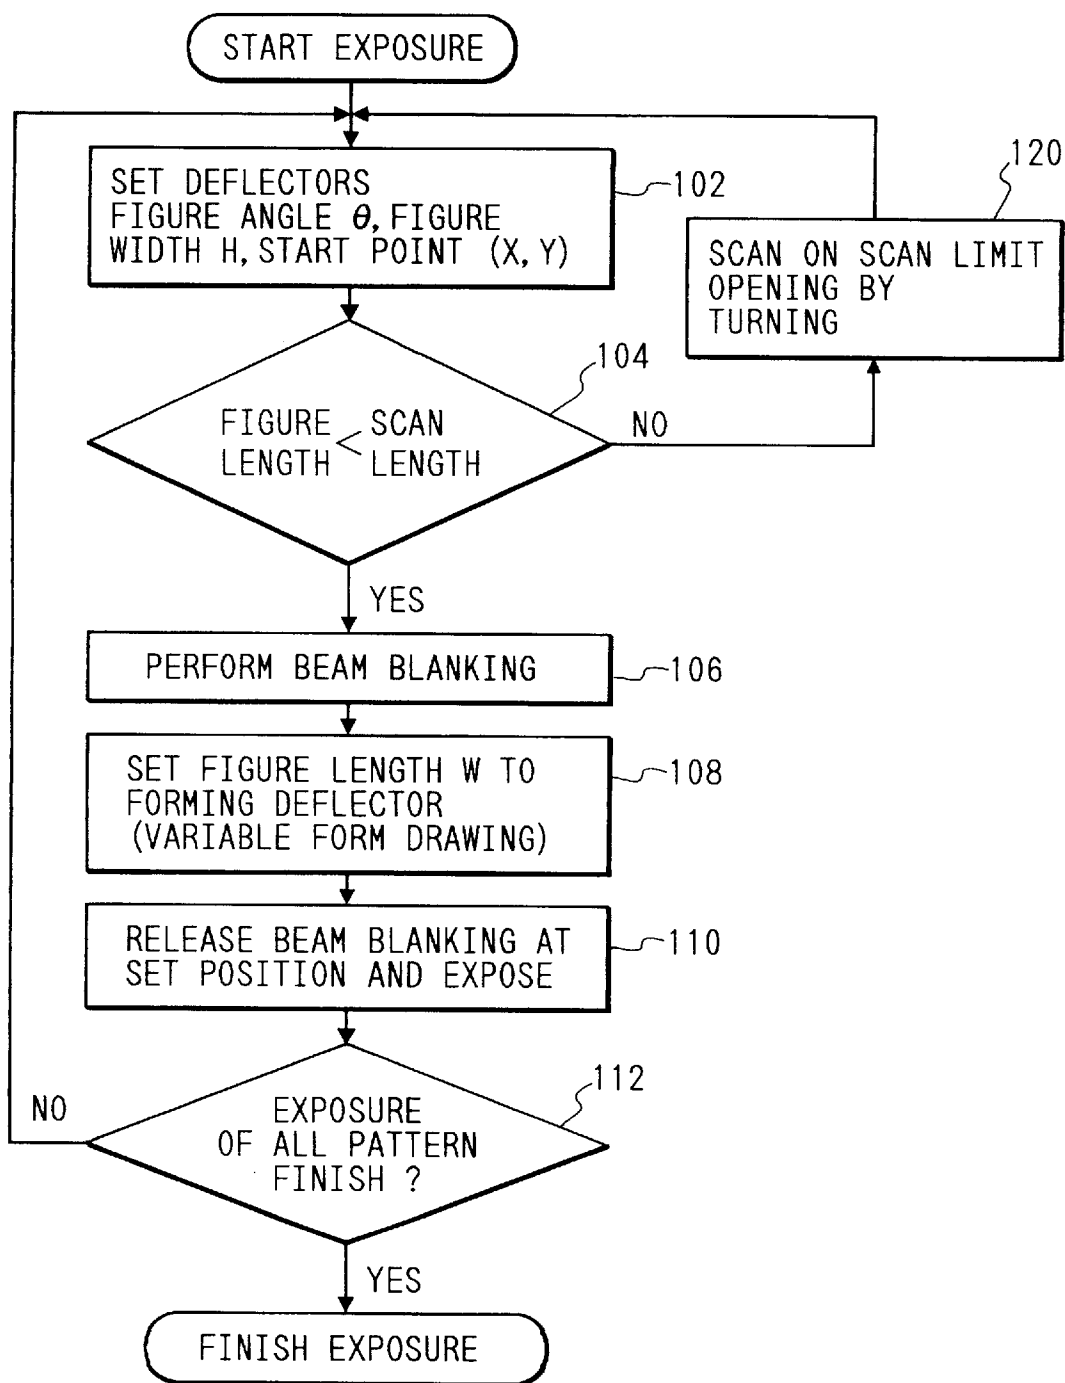 START EXPOSURE
SET DEFLECTORS
FIGURE ANGLE θ, FIGURE
WIDTH H, START POINT (X, Y)
102
120
SCAN ON SCAN LIMIT
OPENING BY
TURNING
104
FIGURE < SCAN
LENGTH LENGTH
NO
YES
PERFORM BEAM BLANKING
106
SET FIGURE LENGTH W TO
FORMING DEFLECTOR
(VARIABLE FORM DRAWING)
108
RELEASE BEAM BLANKING AT
SET POSITION AND EXPOSE
110
112
NO
EXPOSURE
OF ALL PATTERN
FINISH ?
YES
FINISH EXPOSURE